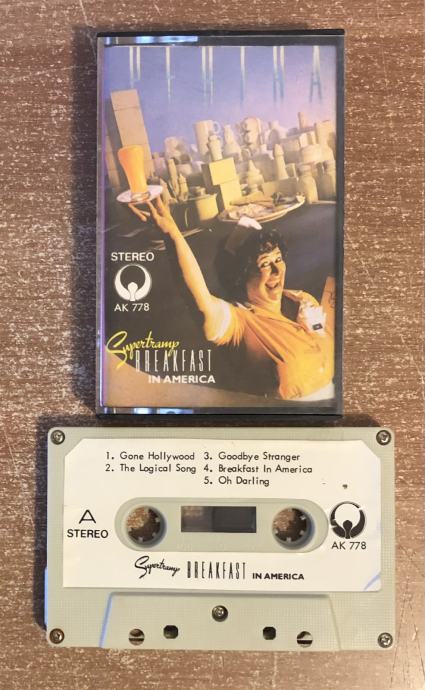 STEREO
AK 778
Supertramp
BREAKFAST
IN AMERICA
1. Gone Hollywood 3. Goodbye Stranger
2. The Logical Song 4. Breakfast In America
5. Oh Darling
A
STEREO
AK 778
Supertramp BREAKFAST IN AMERICA